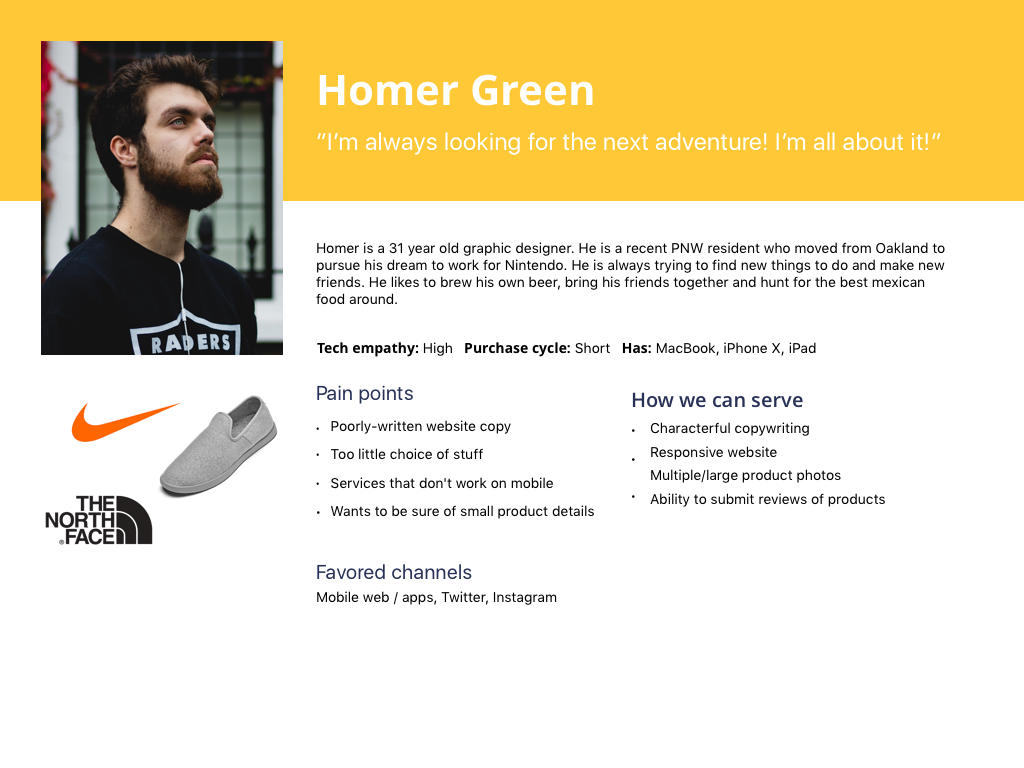 Homer Green
“I’m always looking for the next adventure! I’m all about it!”
RADERS
Homer is a 31 year old graphic designer. He is a recent PNW resident who moved from Oakland to
pursue his dream to work for Nintendo. He is always trying to find new things to do and make new
friends. He likes to brew his own beer, bring his friends together and hunt for the best mexican
food around.
Tech empathy: High Purchase cycle: Short Has: MacBook, iPhone X, iPad
Pain points
• Poorly-written website copy
• Too little choice of stuff
• Services that don't work on mobile
• Wants to be sure of small product details
How we can serve
• Characterful copywriting
• Responsive website
Multiple/large product photos
• Ability to submit reviews of products
THE
NORTH
FACE
®
Favored channels
Mobile web / apps, Twitter, Instagram